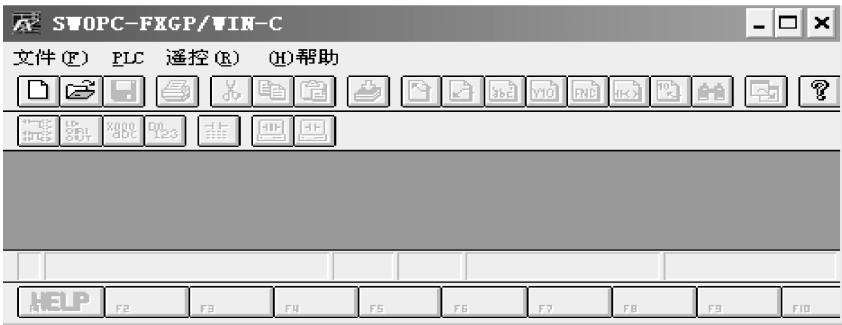 SWOPC-FXGP/WIN-C
文件(F) PLC 遥控(R) (H)帮助
HELP F2 F3 F4 F5 F6 F7 F8 F9 F10